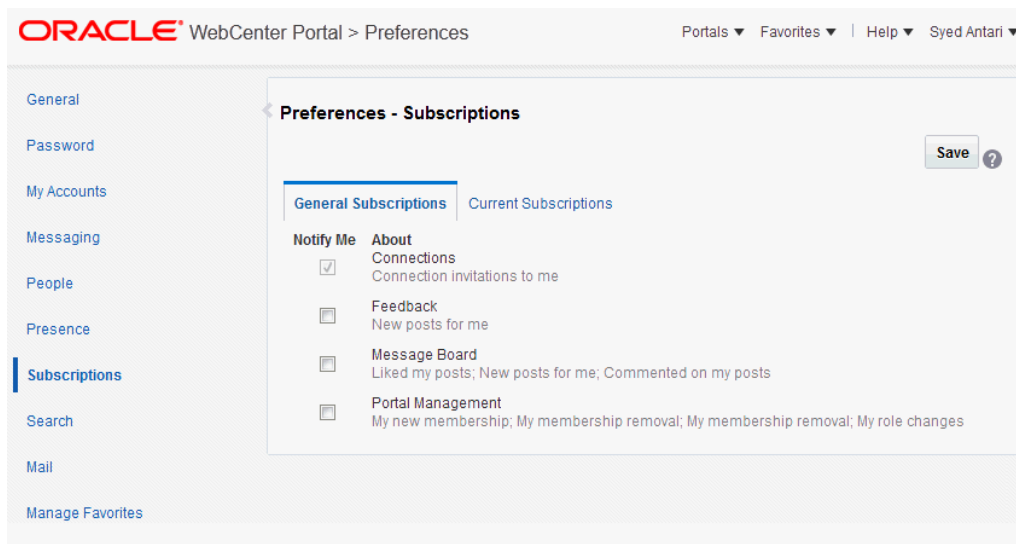 ORACLE® WebCenter Portal > Preferences
Portals ▼ Favorites ▼ | Help ▼ Syed Antari ▼
General
Password
My Accounts
Messaging
People
Presence
Subscriptions
Search
Mail
Manage Favorites
Preferences - Subscriptions
Save ?
General Subscriptions Current Subscriptions
Notify Me About
Connections
Connection invitations to me
Feedback
New posts for me
Message Board
Liked my posts; New posts for me; Commented on my posts
Portal Management
My new membership; My membership removal; My membership removal; My role changes